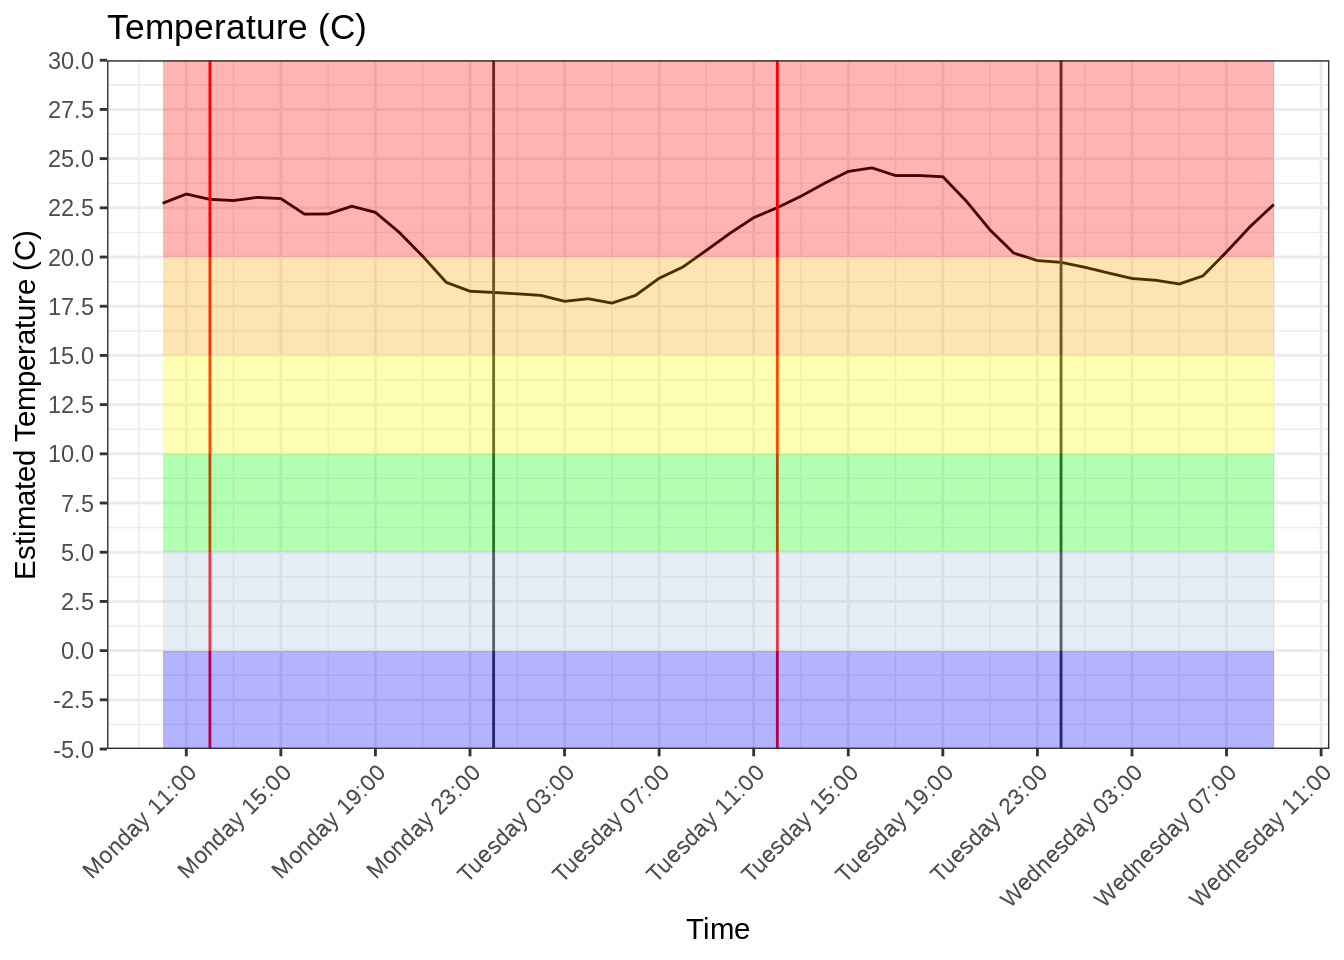 Temperature (C)
30.0
27.5
25.0
22.5
20.0
17.5
15.0
12.5
10.0
7.5
5.0
2.5
0.0
-2.5
-5.0
Estimated Temperature (C)
Monday 11:00
Monday 15:00
Monday 19:00
Monday 23:00
Tuesday 03:00
Tuesday 07:00
Tuesday 11:00
Tuesday 15:00
Tuesday 19:00
Tuesday 23:00
Wednesday 03:00
Wednesday 07:00
Wednesday 11:00
Time